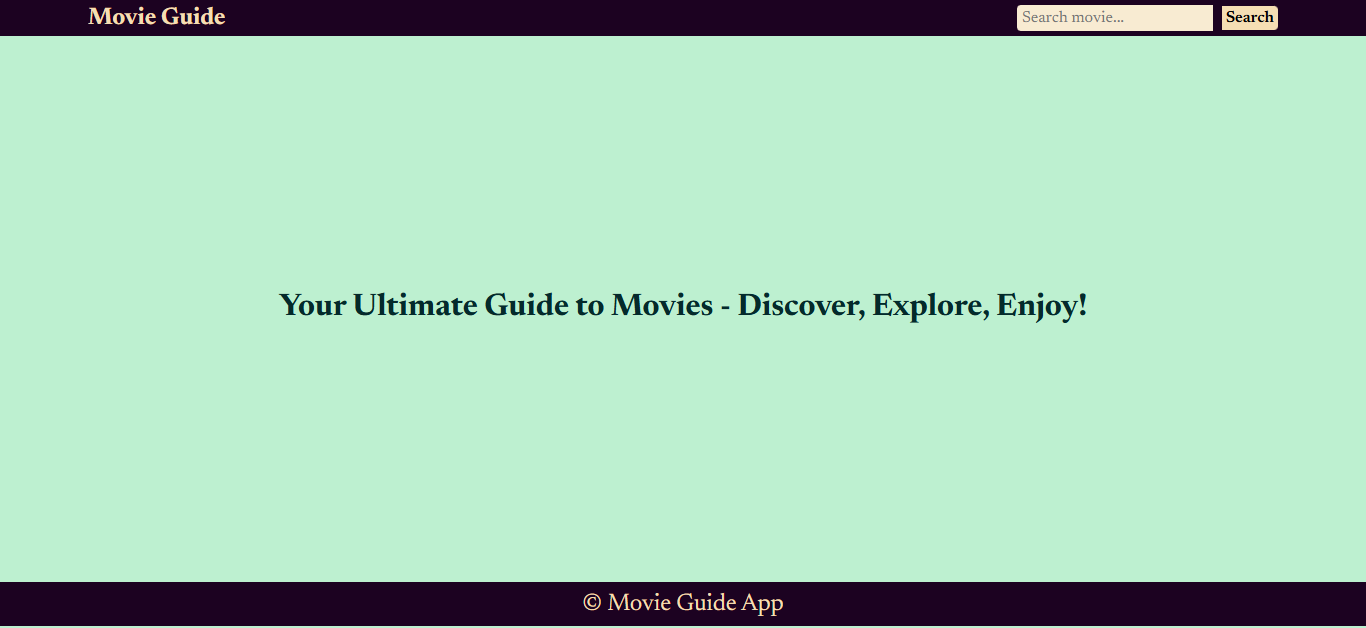 Movie Guide
Search movie...
Search
Your Ultimate Guide to Movies - Discover, Explore, Enjoy!
© Movie Guide App